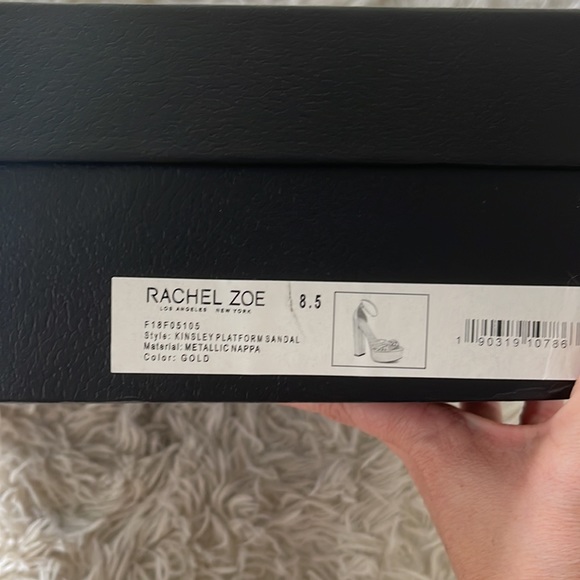 RACHEL ZOE 8.5
LOS ANGELES NEW YORK
F18F05105
Style: KINSLEY PLATFORM SANDAL
Material: METALLIC NAPPA
Color: GOLD
1 90319 10786